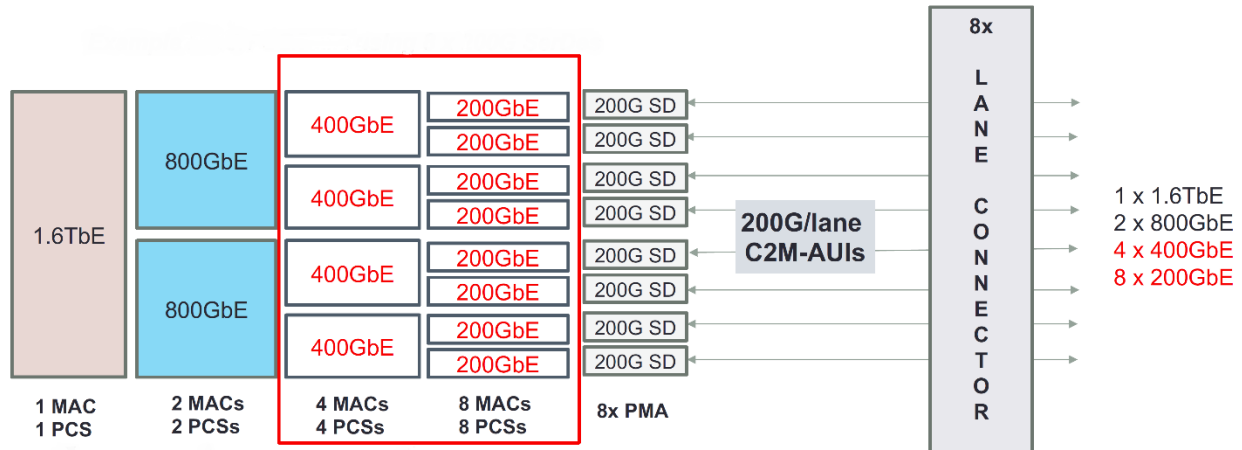 1.6TbE
800GbE
800GbE
400GbE
400GbE
400GbE
400GbE
200GbE
200GbE
200GbE
200GbE
200GbE
200GbE
200GbE
200GbE
200G SD
200G SD
200G SD
200G SD
200G SD
200G SD
200G SD
200G SD
1 MAC
1 PCS
2 MACs
2 PCSs
4 MACs
4 PCSs
8 MACs
8 PCSs
8x PMA
200G/lane
C2M-AUIs
8x
L
A
N
E
C
O
N
N
E
C
T
O
R
1 x 1.6TbE
2 x 800GbE
4 x 400GbE
8 x 200GbE